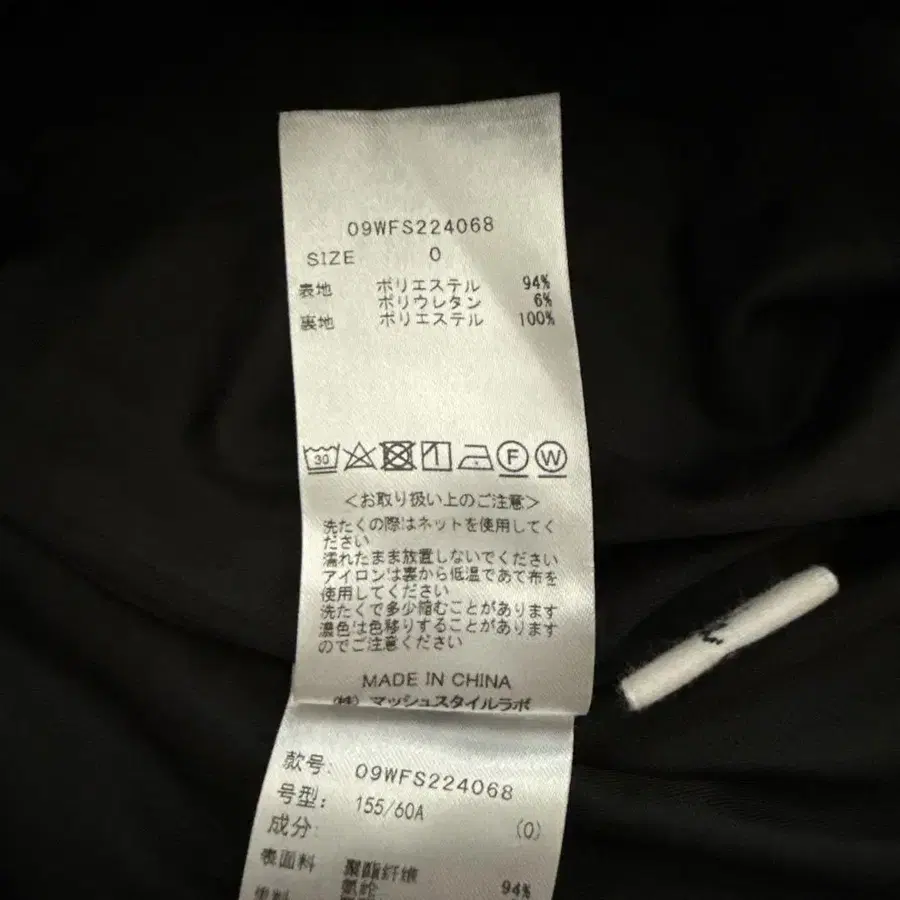 09WFS224068
SIZE 0
表地 ポリエステル 94%
ポリウレタン 6%
裏地 ポリエステル 100%
30 F W
<お取り扱い上のご注意>
洗たくの際はネットを使用してく
ださい
濡れたまま放置しないでください
アイロンは裏から低温であて布を
使用してください
洗たくで多少縮むことがあります
濃色は色移りすることがあります
のでご注意ください
MADE IN CHINA
(株)マッシュスタイルラボ
款号: 09WFS224068
号型: 155/60A (0)
成分:
表面料 聚酯纤维 94%
氨纶